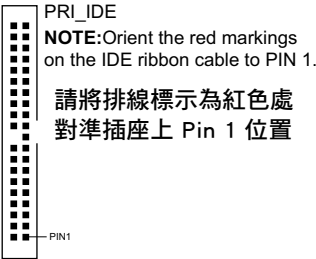 PRI_IDE
NOTE:Orient the red markings
on the IDE ribbon cable to PIN 1.
請將排線標示為紅色處
對準插座上 Pin 1 位置
PIN1